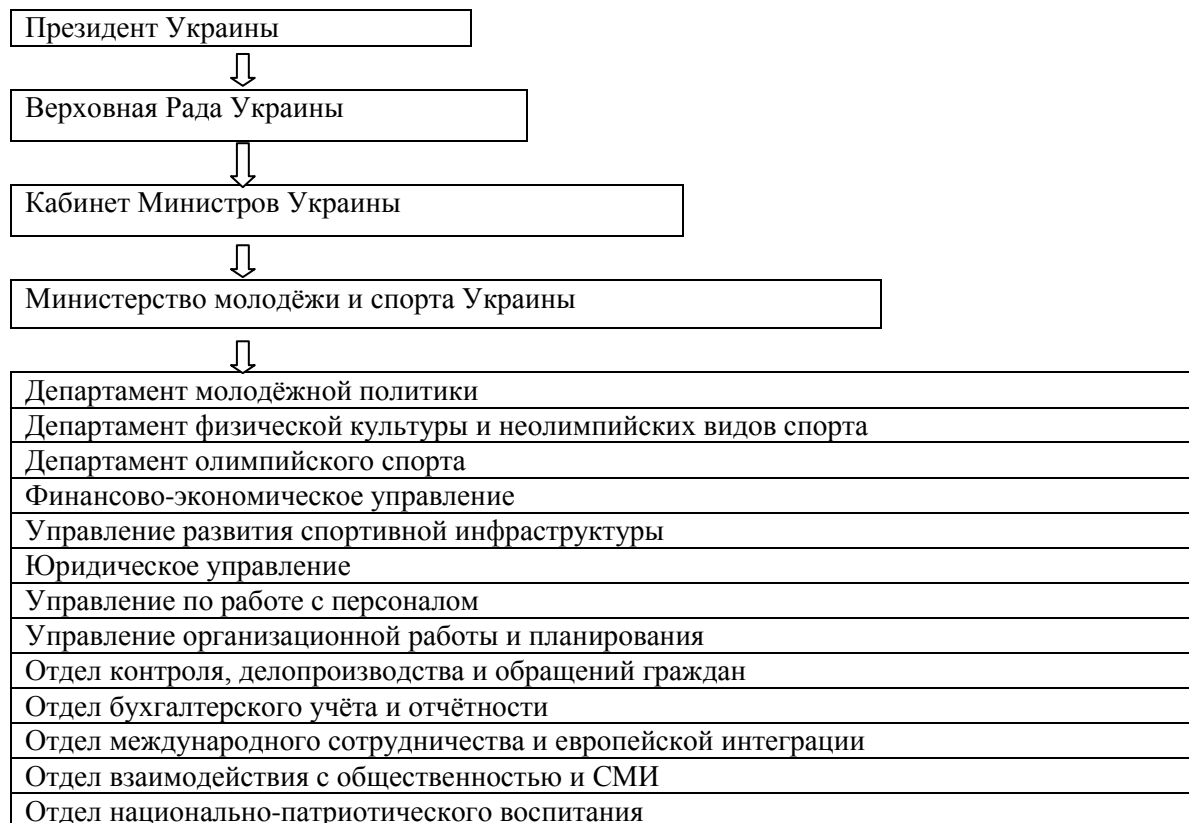 Президент Украины
Верховная Рада Украины
Кабинет Министров Украины
Министерство молодёжи и спорта Украины
Департамент молодёжной политики
Департамент физической культуры и неолимпийских видов спорта
Департамент олимпийского спорта
Финансово-экономическое управление
Управление развития спортивной инфраструктуры
Юридическое управление
Управление по работе с персоналом
Управление организационной работы и планирования
Отдел контроля, делопроизводства и обращений граждан
Отдел бухгалтерского учёта и отчётности
Отдел международного сотрудничества и европейской интеграции
Отдел взаимодействия с общественностью и СМИ
Отдел национально-патриотического воспитания